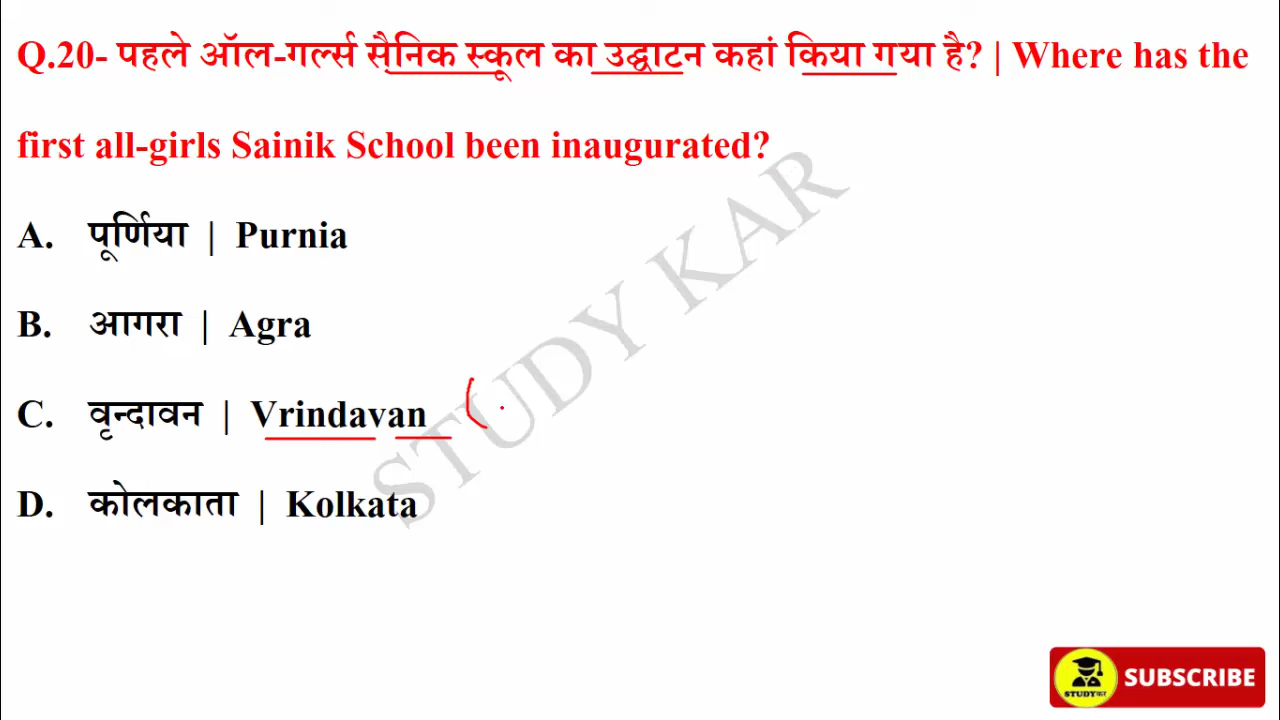 Q.20- पहले ऑल-गर्ल्स सैनिक स्कूल का उद्घाटन कहां किया गया है? | Where has the
first all-girls Sainik School been inaugurated?
A. पूर्णिया | Purnia
B. आगरा | Agra
C. वृन्दावन | Vrindavan (
D. कोलकाता | Kolkata
STUDY KAR
STUDYकर
SUBSCRIBE